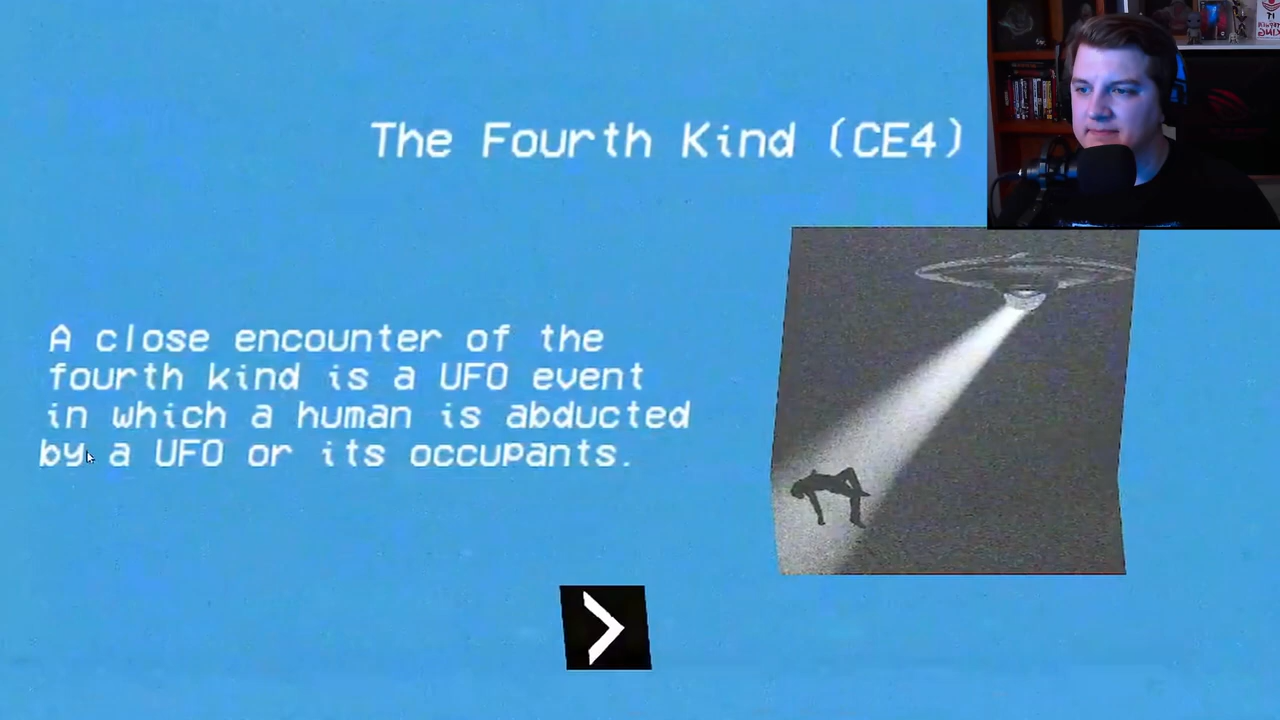 The Fourth Kind (CE4)
A close encounter of the
fourth kind is a UFO event
in which a human is abducted
by a UFO or its occupants.